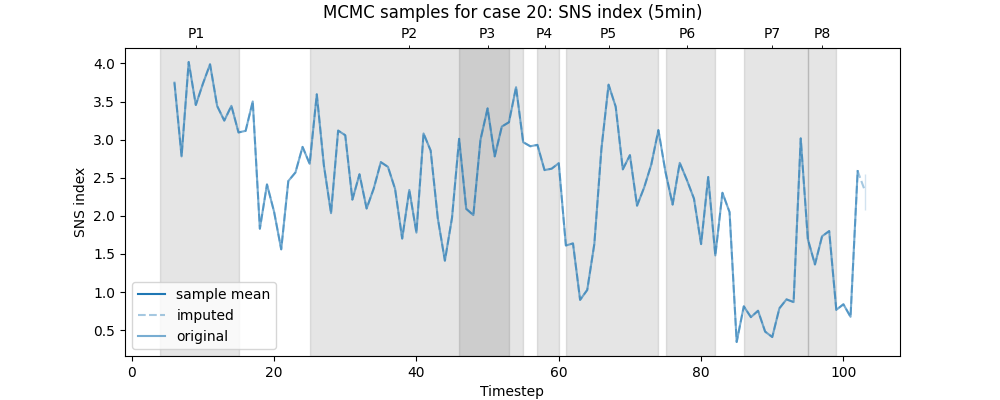 MCMC samples for case 20: SNS index (5min)
P1 P2 P3 P4 P5 P6 P7 P8
4.0
3.5
3.0
2.5
2.0
1.5
1.0
0.5
SNS index
sample mean
imputed
original
0 20 40 60 80 100
Timestep